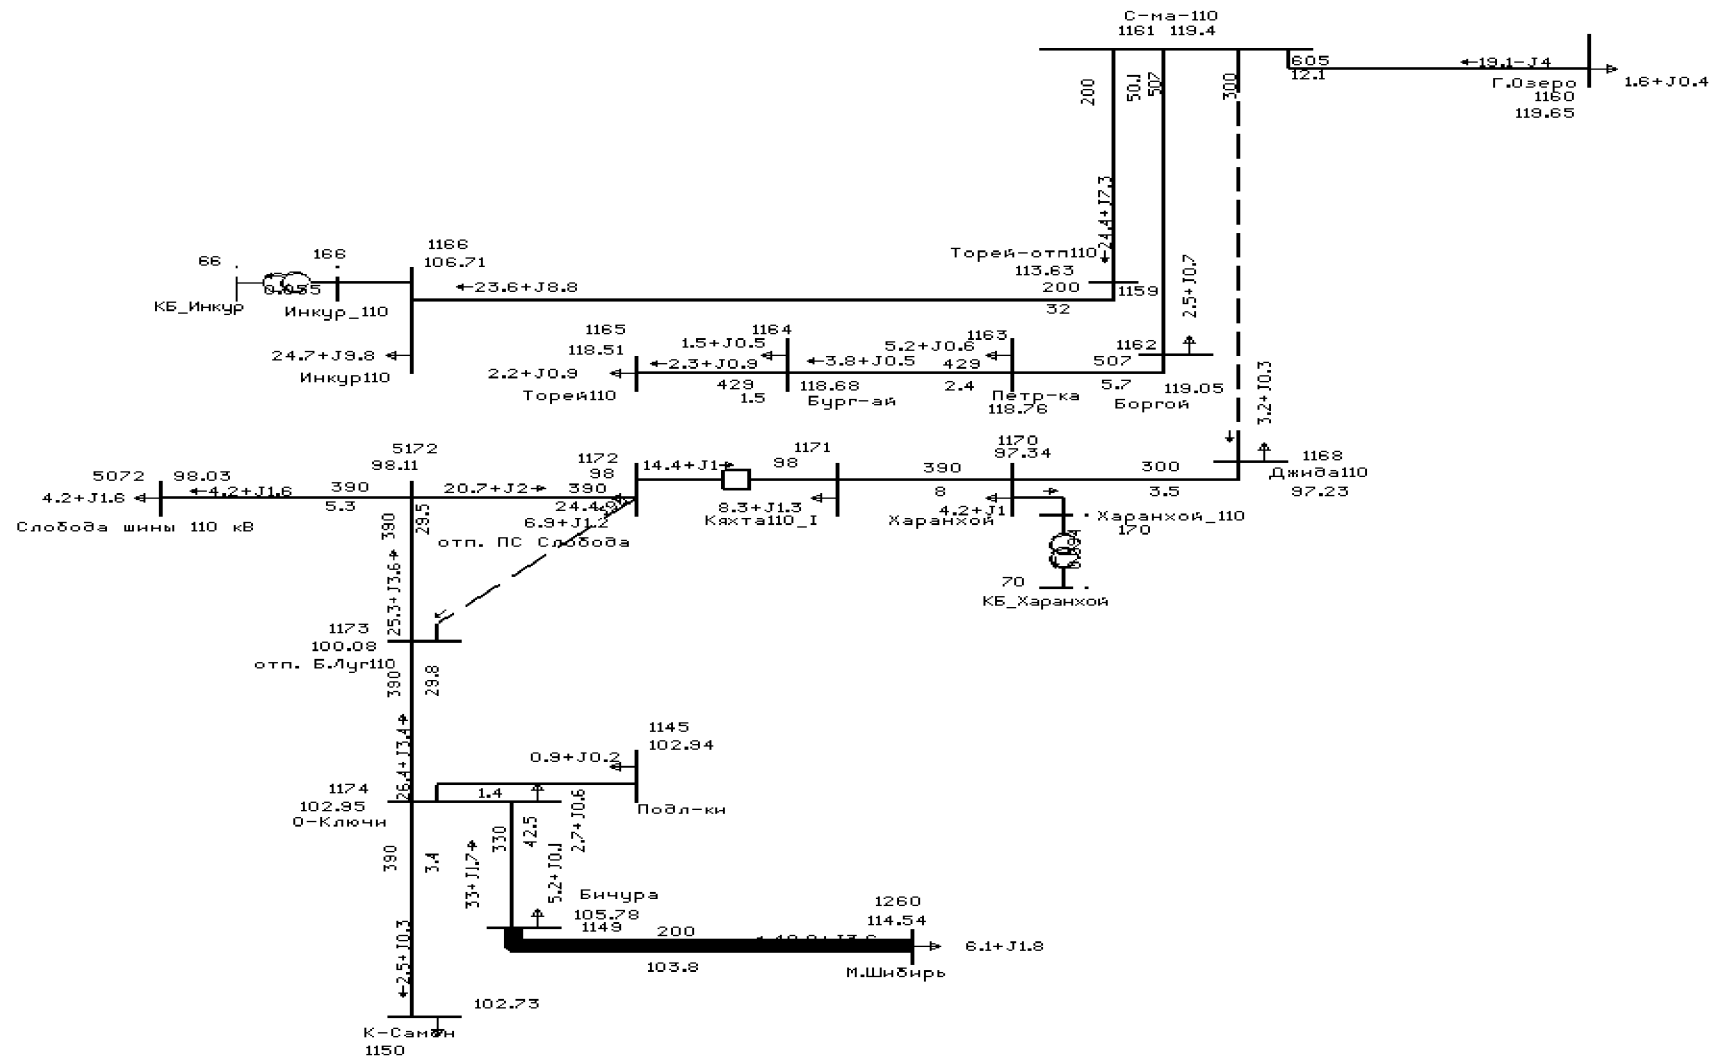 С-ма-110
1161 119.4
605
12.1
19.1-J4
Г.Озеро
1160
119.65
1.6+J0.4
200
50.1
507
300
24.4+J7.3
Торей-отп110
113.63
200
1159
32
2.5+J0.7
66
166
1166
106.71
23.6+J8.8
КБ_Инкур
Инкур_110
24.7+J9.8
Инкур110
1165
118.51
2.2+J0.9
Торей110
1.5+J0.5
1164
2.3+J0.9
429
1.5
118.68
Бург-ай
3.8+J0.5
5.2+J0.6
1163
429
2.4
Петр-ка
118.76
1162
507
5.7
119.05
Боргой
3.2+J0.3
5072
98.03
4.2+J1.6
4.2+J1.6
Слобода шины 110 кВ
5172
98.11
390
5.3
20.7+J2
390
29.5
отп. ПС Слобода
1172
98
390
24.4
6.9+J1.2
14.4+J1
98
1171
8.3+J1.3
Кяхта110_I
1170
97.34
390
8
4.2+J1
Харанхой
300
3.5
1168
Джида110
97.23
Харанхой_110
170
70
КБ_Харанхой
25.3+J3.6
1173
100.08
отп. Б.Луг110
390
29.8
26.4+J3.4
1145
102.94
0.9+J0.2
Подл-ки
1174
102.95
О-Ключи
1.4
2.7+J0.6
390
3.4
33+J1.7
330
42.5
5.2+J0.1
Бичура
105.78
1149
200
103.8
1260
114.54
6.1+J1.8
М.Шибирь
2.5+J0.3
102.73
1150